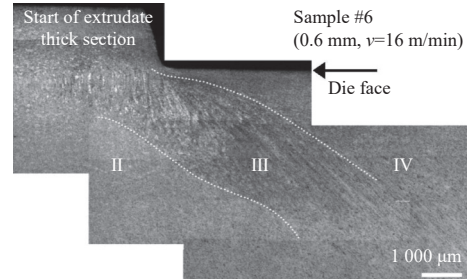 Start of extrudate
thick section
Sample #6
(0.6 mm, v=16 m/min)
Die face
II
III
IV
1 000 μm